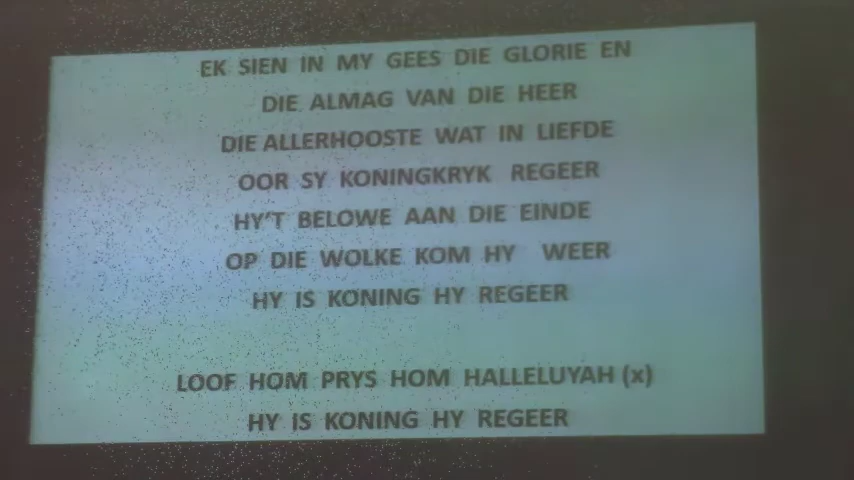 EK SIEN IN MY GEES DIE GLORIE EN
DIE ALMAG VAN DIE HEER
DIE ALLERHOOSTE WAT IN LIEFDE
OOR SY KONINGKRYK REGEER
HY'T BELOWE AAN DIE EINDE
OP DIE WOLKE KOM HY WEER
HY IS KONING HY REGEER
LOOF HOM PRYS HOM HALLELUYAH (x)
HY IS KONING HY REGEER